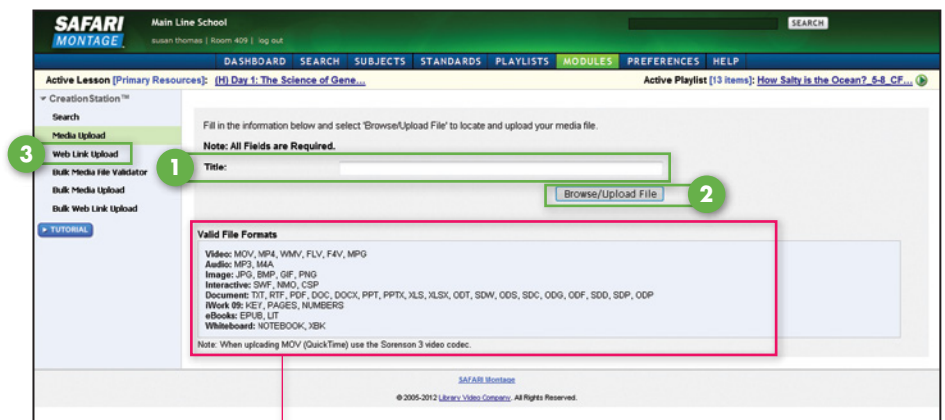 SAFARI
MONTAGE
Main Line School
susan thomas | Room 409 | log out
SEARCH
DASHBOARD SEARCH SUBJECTS STANDARDS PLAYLISTS MODULES PREFERENCES HELP
Active Lesson [Primary Resources]: (H) Day 1: The Science of Gene...
Active Playlist [13 items]: How Salty is the Ocean?_5-8_CF...
CreationStation™
Search
Media Upload
3 Web Link Upload
Bulk Media File Validator
Bulk Media Upload
Bulk Web Link Upload
TUTORIAL
Fill in the information below and select 'Browse/Upload File' to locate and upload your media file.
Note: All Fields are Required.
1 Title:
Browse/Upload File 2
Valid File Formats
Video: MOV, MP4, WMV, FLV, F4V, MPG
Audio: MP3, M4A
Image: JPG, BMP, GIF, PNG
Interactive: SWF, NMO, CSP
Document: TXT, RTF, PDF, DOC, DOCX, PPT, PPTX, XLS, XLSX, ODT, SDW, ODS, SDC, ODG, ODF, SDD, SDP, ODP
iWork 09: KEY, PAGES, NUMBERS
eBooks: EPUB, LIT
Whiteboard: NOTEBOOK, XBK
Note: When uploading MOV (QuickTime) use the Sorenson 3 video codec.
SAFARI Montage
© 2005-2012 Library Video Company. All Rights Reserved.